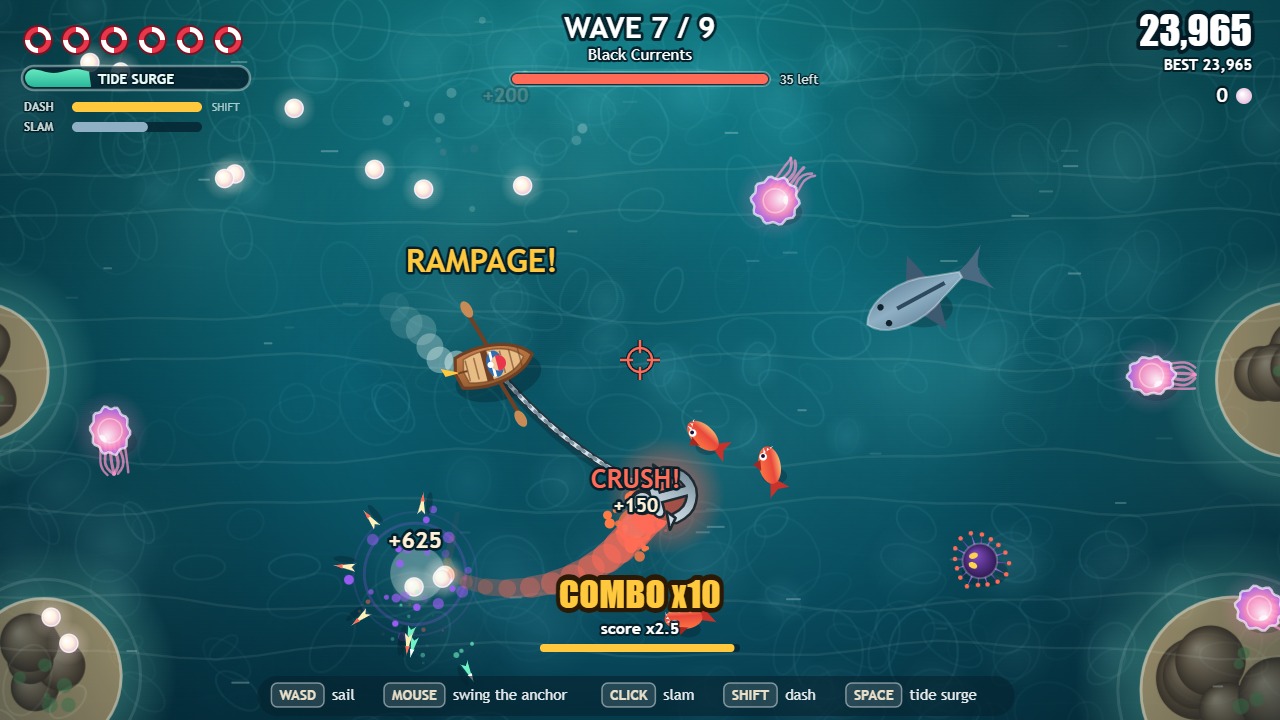 WAVE 7 / 9
Black Currents
35 left
23,965
BEST 23,965
0
TIDE SURGE
DASH SHIFT
SLAM
+200
RAMPAGE!
CRUSH!
+150
+625
COMBO x10
score x2.5
WASD sail MOUSE swing the anchor CLICK slam SHIFT dash SPACE tide surge